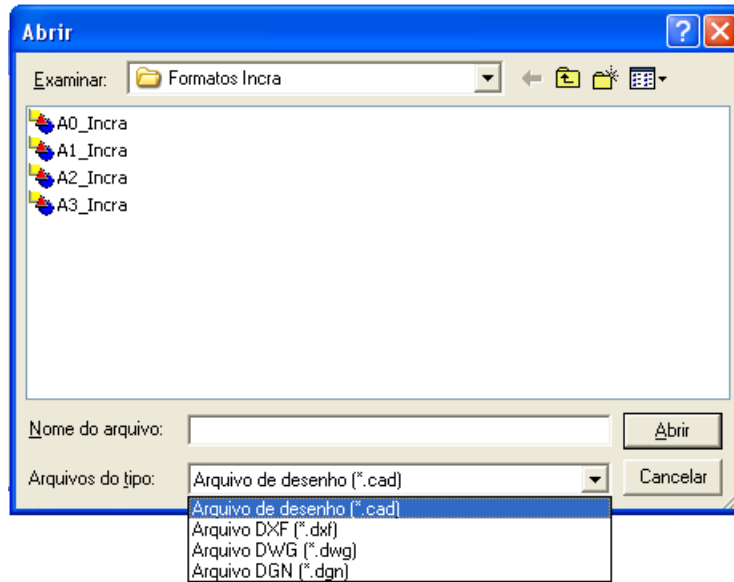 Abrir
Examinar: Formatos Incra
A0_Incra
A1_Incra
A2_Incra
A3_Incra
Nome do arquivo: Abrir
Arquivos do tipo: Arquivo de desenho (*.cad) Cancelar
Arquivo de desenho (*.cad)
Arquivo DXF (*.dxf)
Arquivo DWG (*.dwg)
Arquivo DGN (*.dgn)